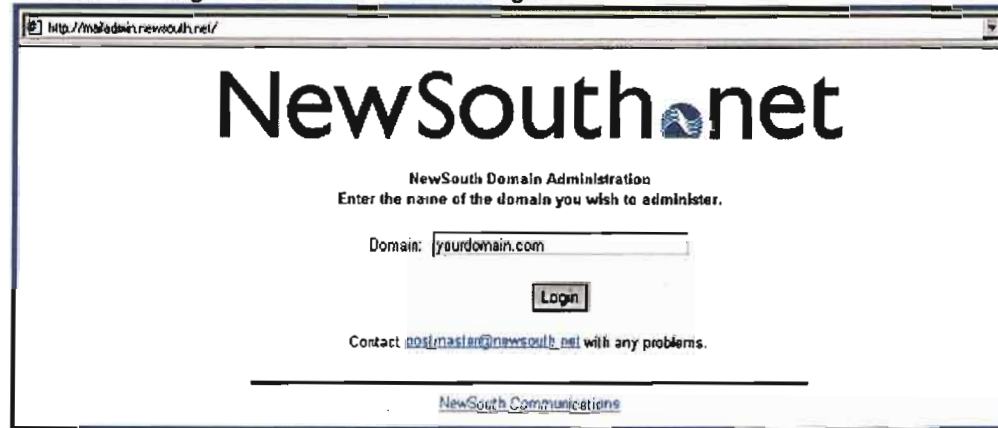 http://mailadmin.newsouth.net/
NewSouth.net
NewSouth Domain Administration
Enter the name of the domain you wish to administer.
Domain: yourdomain.com
Login
Contact postmaster@newsouth.net with any problems.
NewSouth Communications